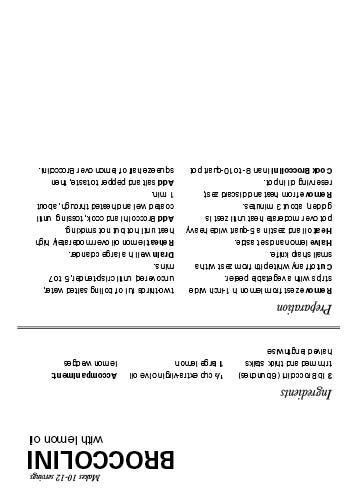 Makes 10-12 servings
BROCCOLINI
with lemon oil
Ingredients
3 lb Broccolini (6 bunches)
trimmed and thick stalks
halved lengthwise
½ cup extra-virgin olive oil
1 large lemon
Accompaniment:
lemon wedges
Preparation
Remove zest from lemon in 1-inch wide
strips with a vegetable peeler.
Cut off any white pith from zest with a
small sharp knife.
Halve lemon and set aside.
Heat oil and zest in a 5-quart wide heavy
pot over moderate heat until zest is
golden, about 3 minutes.
Remove from heat and discard zest,
reserving oil in pot.
Cook Broccolini in an 8- to 10-quart pot
two thirds full of boiling salted water,
uncovered, until crisp tender, 5 to 7
mins.
Drain well in a large colander.
Reheat lemon oil over moderately high
heat until hot but not smoking.
Add Broccolini and cook, tossing, until
coated well and heated through, about
1 min.
Add salt and pepper to taste, then
squeeze half of lemon over Broccolini.